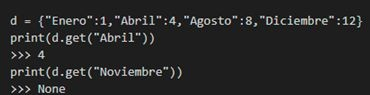 d = {"Enero":1,"Abril":4,"Agosto":8,"Diciembre":12}
print(d.get("Abril"))
>>> 4
print(d.get("Noviembre"))
>>> None